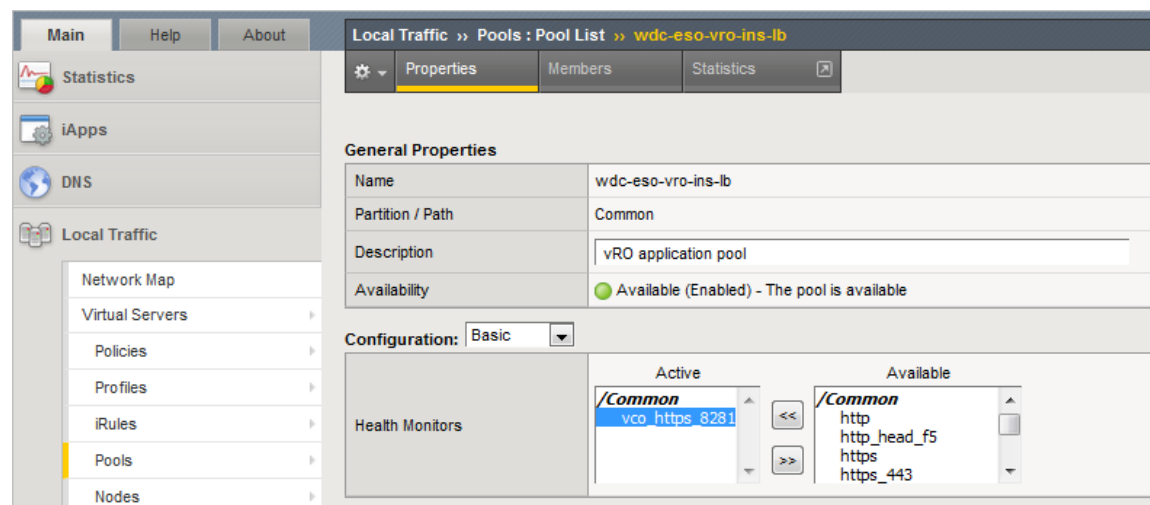 Main Help About
Local Traffic ›› Pools : Pool List ›› wdc-eso-vro-ins-lb
Properties Members Statistics
Statistics
iApps
DNS
Local Traffic
Network Map
Virtual Servers
Policies
Profiles
iRules
Pools
Nodes
General Properties
Name wdc-eso-vro-ins-lb
Partition / Path Common
Description vRO application pool
Availability Available (Enabled) - The pool is available
Configuration: Basic
Health Monitors
Active
/Common
vco_https_8281
<<
>>
Available
/Common
http
http_head_f5
https
https_443